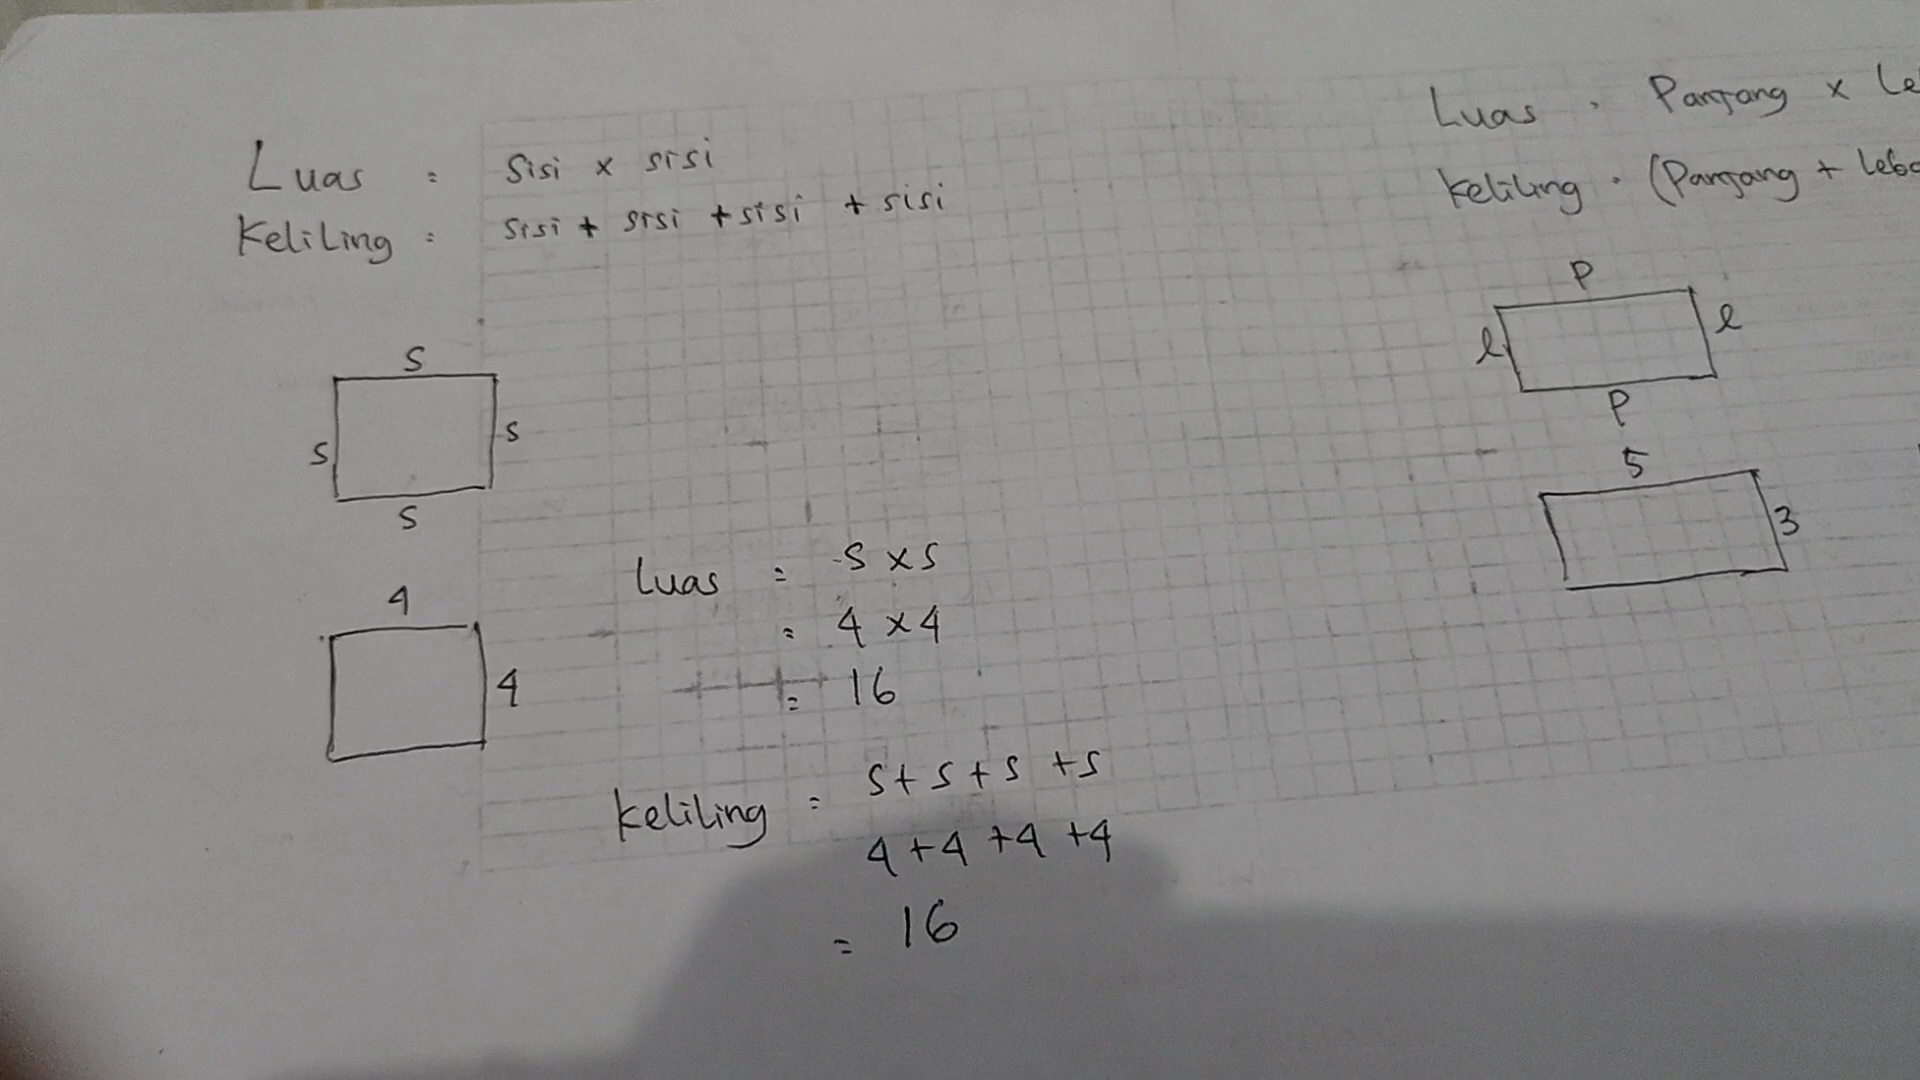 Luas : Sisi x sisi
Keliling : sisi + sisi + sisi + sisi
s
s
s
s
4
4
Luas : s x s
= 4 x 4
= 16
Keliling : s + s + s + s
4 + 4 + 4 + 4
= 16
Luas : Panjang x
Keliling : (Panjang +
p
l
l
p
5
3